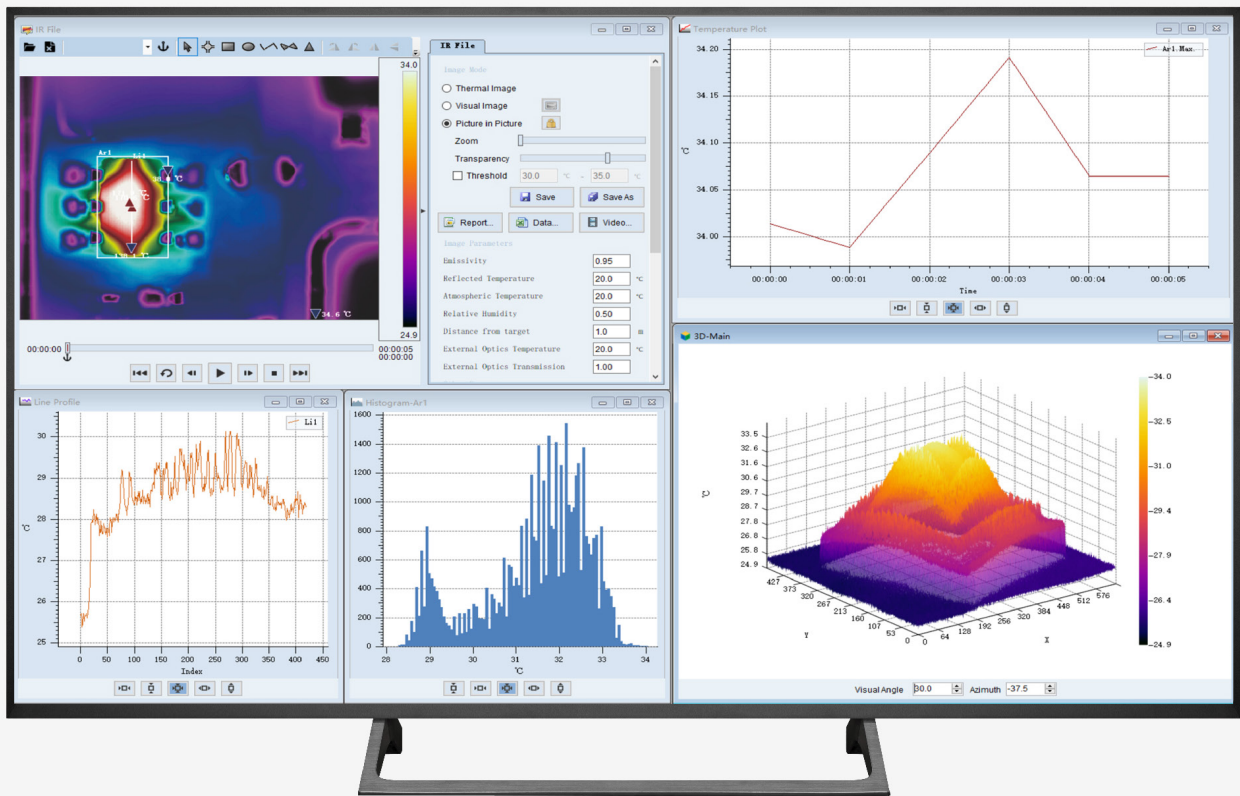 IR File
34.0
Ar1
Li1
℃
34.6 ℃
24.9
00:00:00
00:00:05
00:00:00
IR File
Image Mode
Thermal Image
Visual Image
Picture in Picture
Zoom
Transparency
Threshold 30.0 ℃ - 35.0 ℃
Save Save As
Report... Data... Video...
Image Parameters
Emissivity 0.95
Reflected Temperature 20.0 ℃
Atmospheric Temperature 20.0 ℃
Relative Humidity 0.50
Distance from target 1.0 m
External Optics Temperature 20.0 ℃
External Optics Transmission 1.00
Temperature Plot
Ar1.Max.
34.20
34.15
34.10
34.05
34.00
℃
00:00:00 00:00:01 00:00:02 00:00:03 00:00:04 00:00:05
Time
Line Profile
Li1
30
29
28
27
26
25
℃
0 50 100 150 200 250 300 350 400 450
Index
Histogram-Ar1
1600
1400
1200
1000
800
600
400
200
0
28 29 30 31 32 33 34
℃
3D-Main
33.5
32.6
31.6
30.6
29.7
28.7
27.8
26.8
25.8
24.9
℃
427
373
320
267
213
160
107
53
0
Y
0
64
128
192
256
320
384
448
512
576
X
34.0
32.5
31.0
29.4
27.9
26.4
24.9
Visual Angle 30.0 Azimuth -37.5